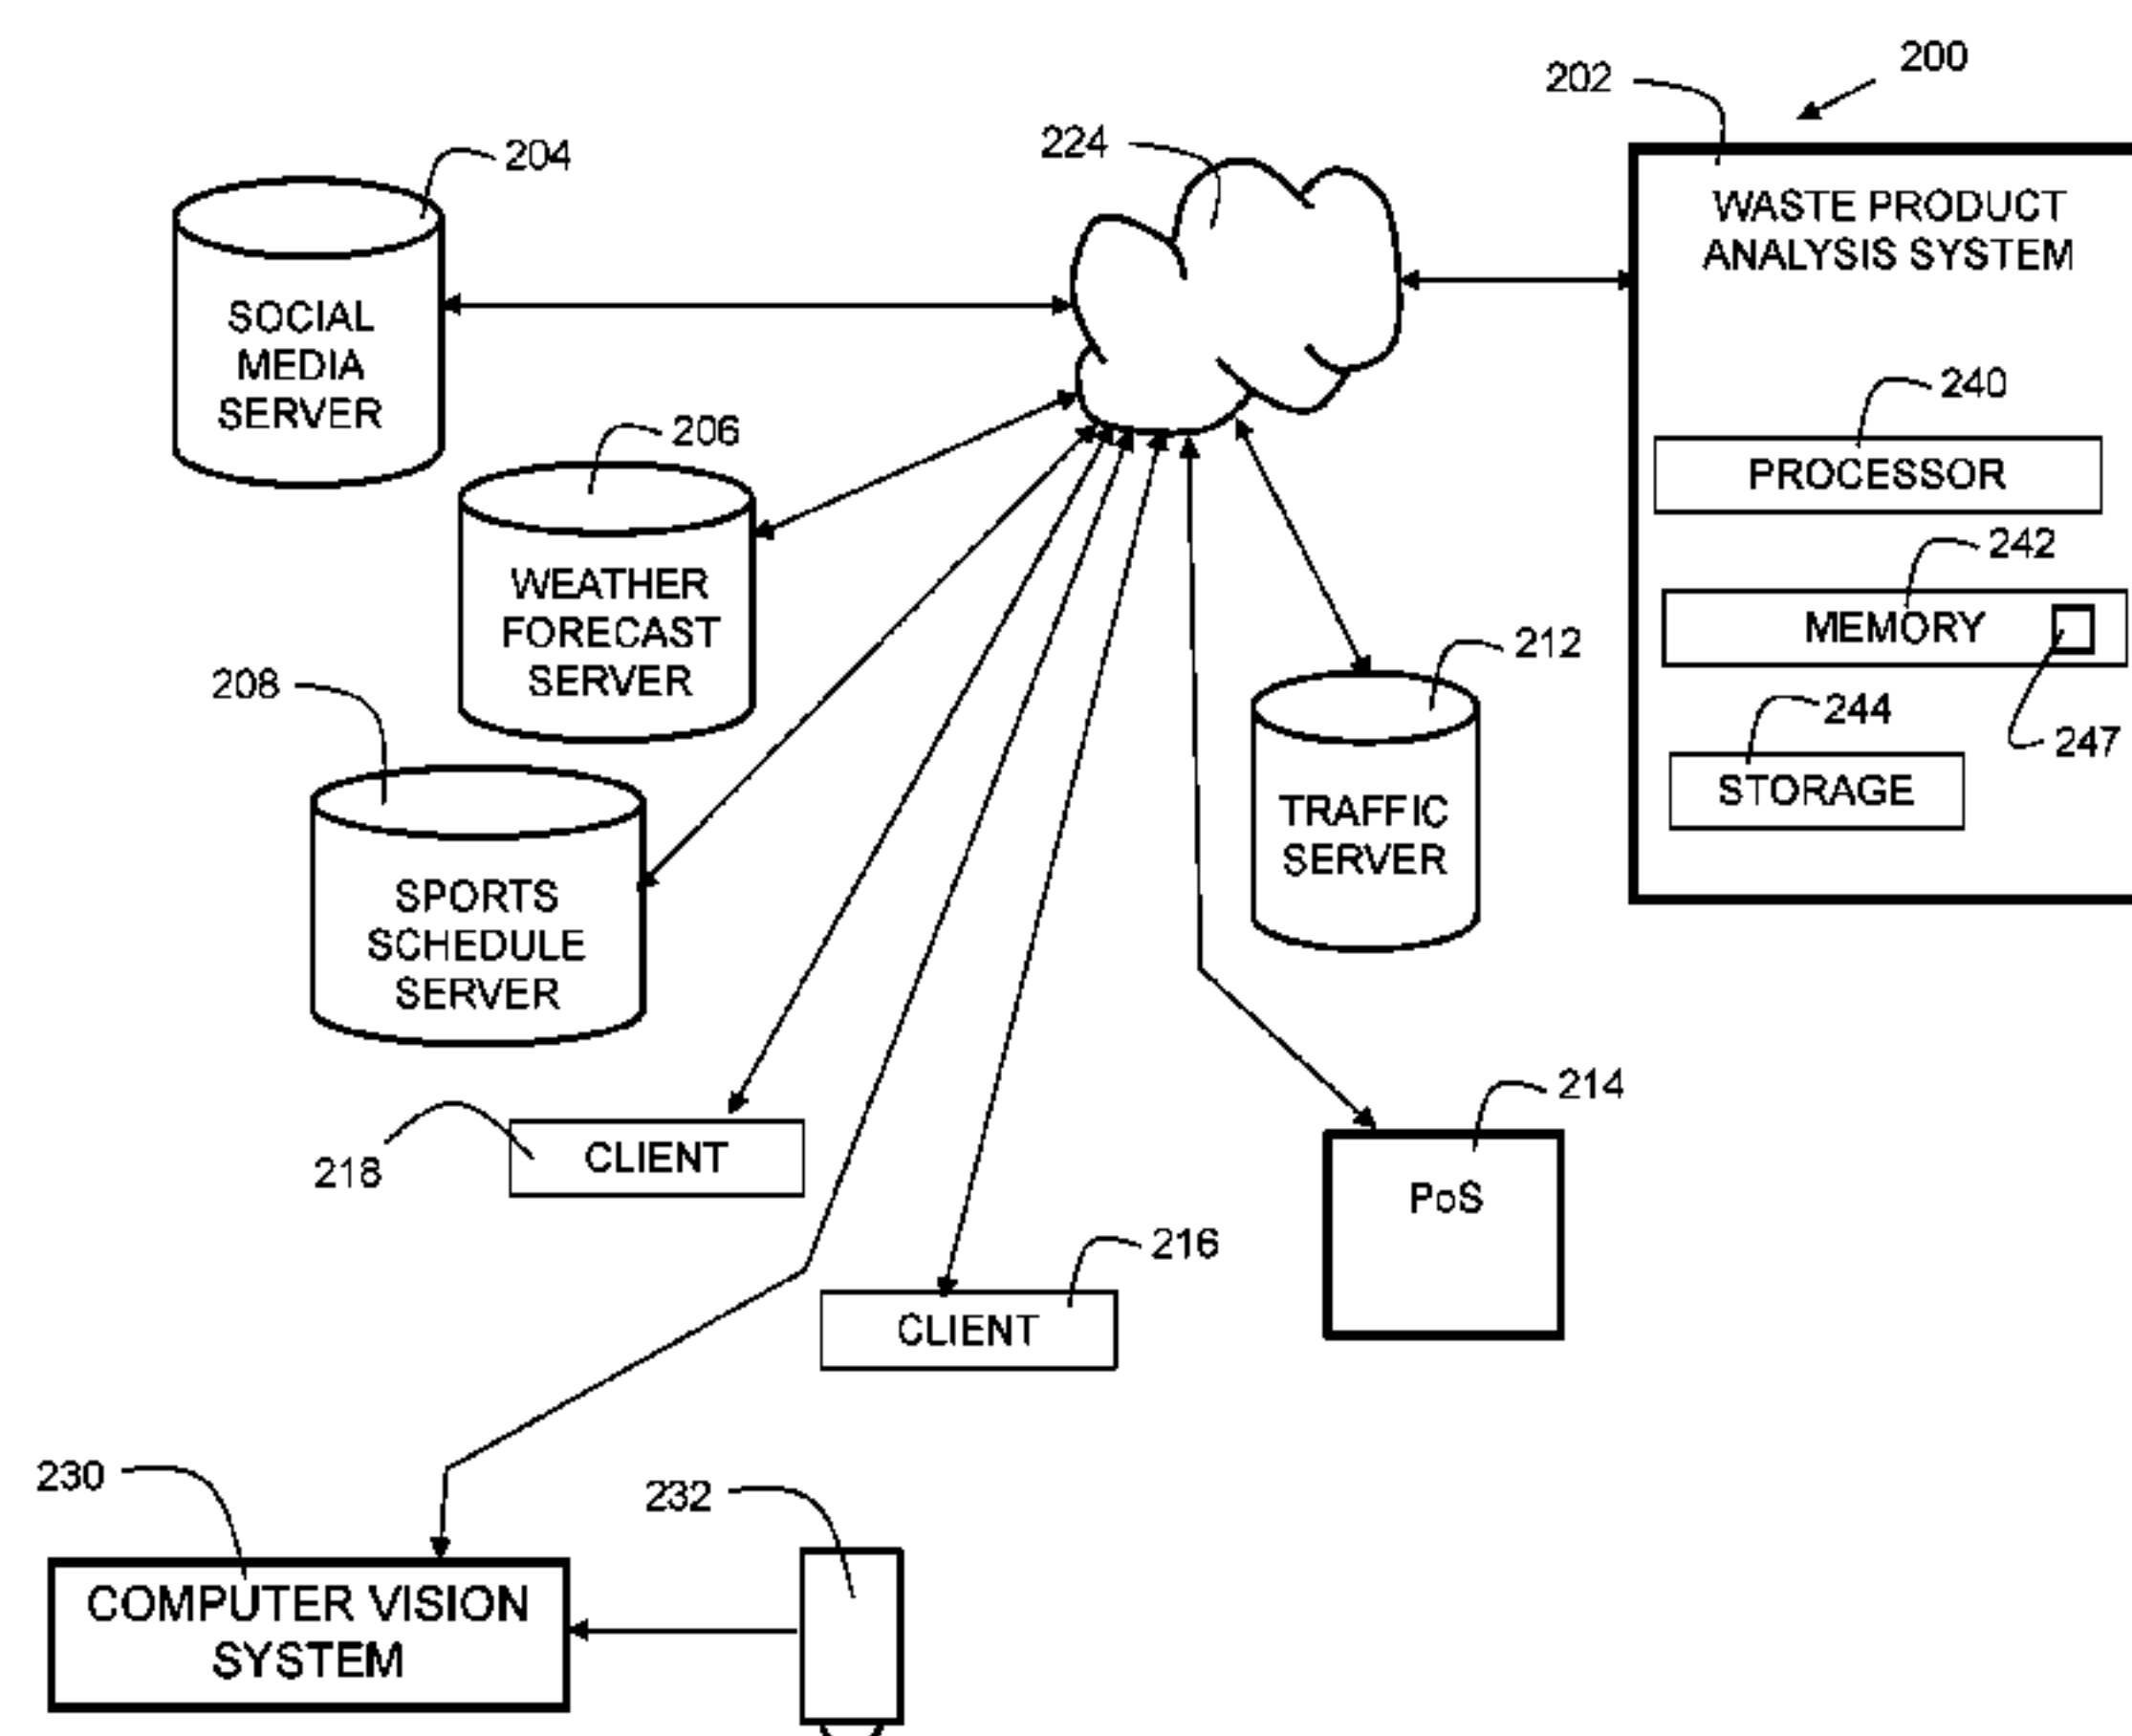 200
202
224
204
WASTE PRODUCT
ANALYSIS SYSTEM
SOCIAL
MEDIA
SERVER
240
PROCESSOR
206
242
MEMORY
WEATHER
FORECAST
SERVER
212
208
244
247
STORAGE
TRAFFIC
SERVER
SPORTS
SCHEDULE
SERVER
214
PoS
218
CLIENT
216
CLIENT
230
232
COMPUTER VISION
SYSTEM